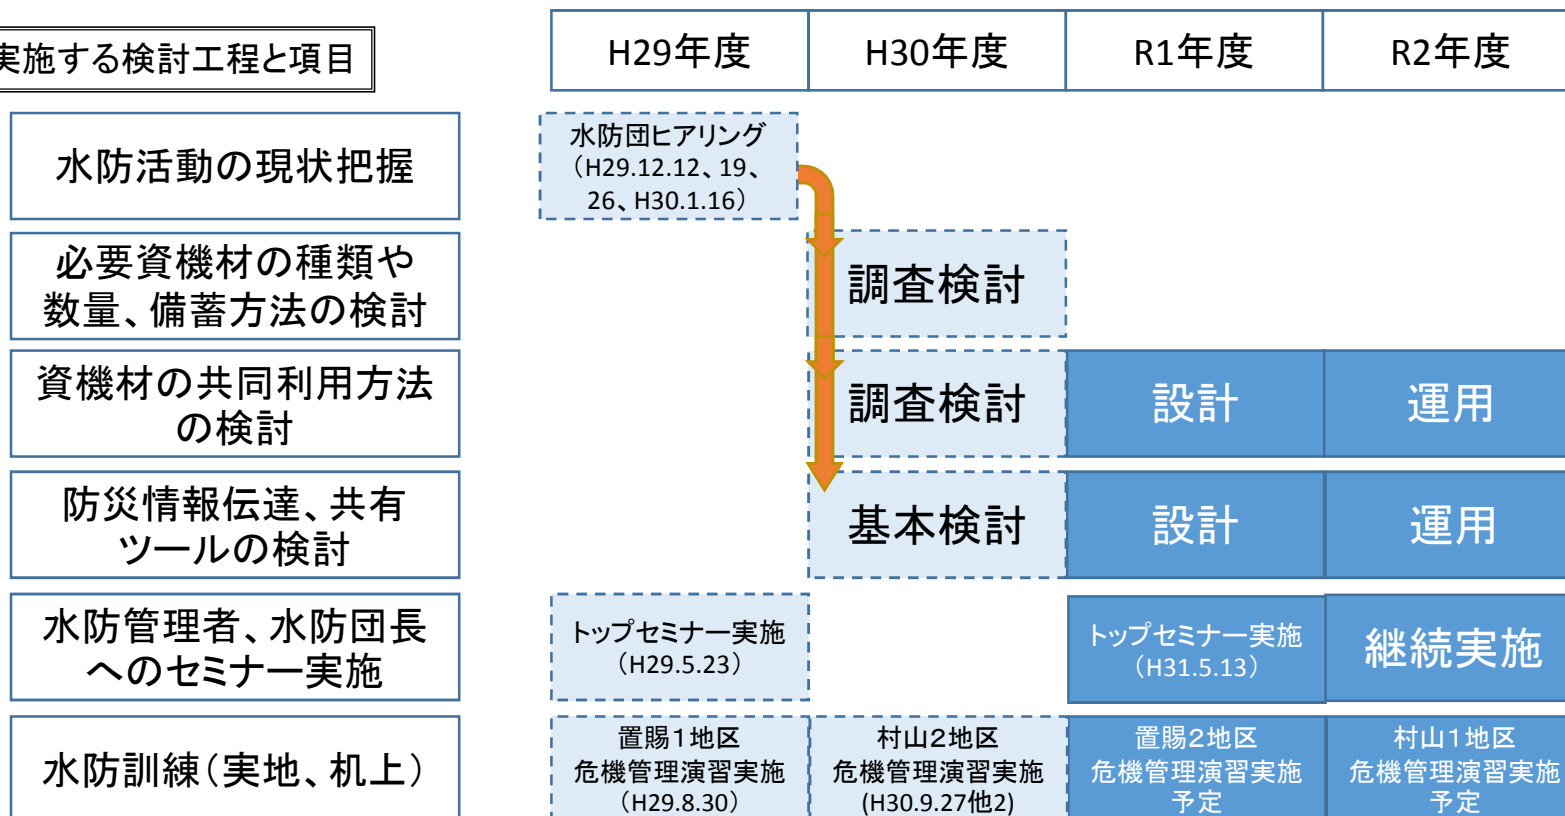 実施する検討工程と項目
H29年度
H30年度
R1年度
R2年度
水防活動の現状把握
水防団ヒアリング
（H29.12.12、19、
26、H30.1.16）
必要資機材の種類や
数量、備蓄方法の検討
調査検討
資機材の共同利用方法
の検討
調査検討
設計
運用
防災情報伝達、共有
ツールの検討
基本検討
設計
運用
水防管理者、水防団長
へのセミナー実施
トップセミナー実施
（H29.5.23）
トップセミナー実施
（H31.5.13）
継続実施
水防訓練（実地、机上）
置賜１地区
危機管理演習実施
（H29.8.30）
村山２地区
危機管理演習実施
(H30.9.27他2)
置賜２地区
危機管理演習実施
予定
村山１地区
危機管理演習実施
予定